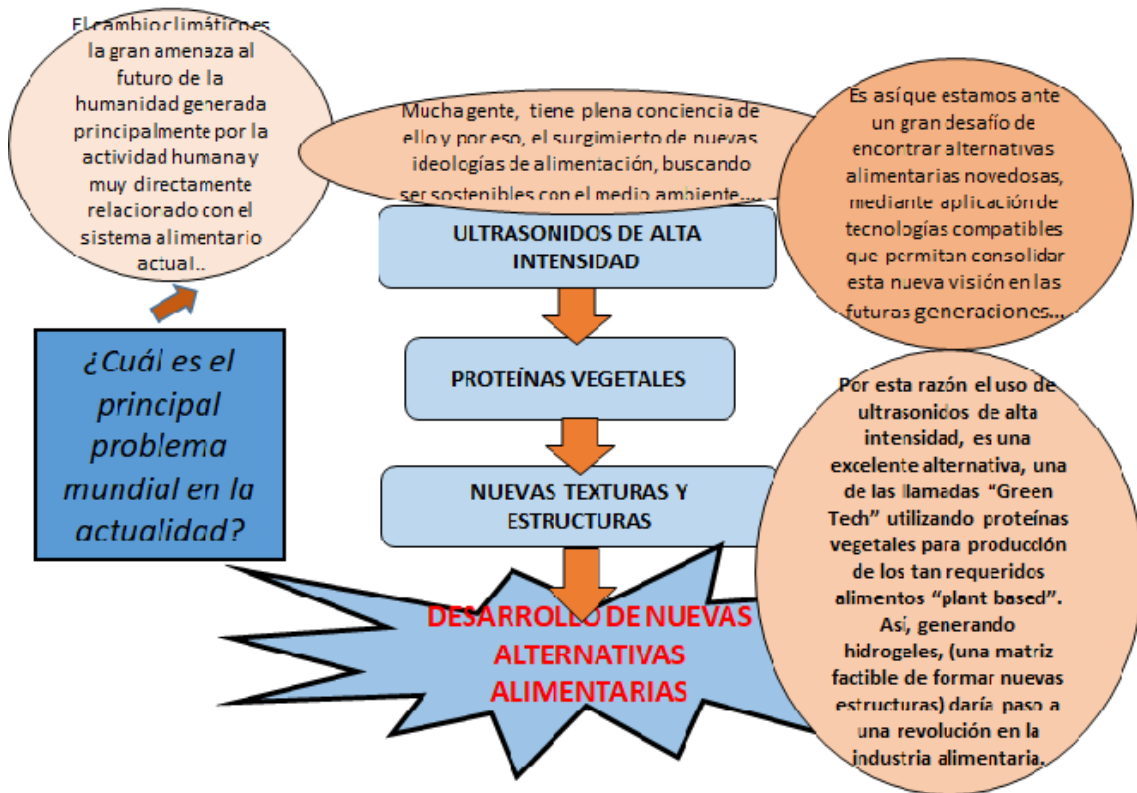 El cambio climático es
la gran amenaza al
futuro de la
humanidad generada
principalmente por la
actividad humana y
muy directamente
relacionado con el
sistema alimentario
actual..
Mucha gente, tiene plena conciencia de
ello y por eso, el surgimiento de nuevas
ideologías de alimentación, buscando
ser sostenibles con el medio ambiente....
Es así que estamos ante
un gran desafío de
encontrar alternativas
alimentarias novedosas,
mediante aplicación de
tecnologías compatibles
que permitan consolidar
esta nueva visión en las
futuras generaciones...
¿Cuál es el
principal
problema
mundial en la
actualidad?
ULTRASONIDOS DE ALTA
INTENSIDAD
PROTEÍNAS VEGETALES
NUEVAS TEXTURAS Y
ESTRUCTURAS
DESARROLLO DE NUEVAS
ALTERNATIVAS
ALIMENTARIAS
Por esta razón el uso de
ultrasonidos de alta
intensidad, es una
excelente alternativa, una
de las llamadas “Green
Tech” utilizando proteínas
vegetales para producción
de los tan requeridos
alimentos “plant based”.
Así, generando
hidrogeles, (una matriz
factible de formar nuevas
estructuras) daría paso a
una revolución en la
industria alimentaria.